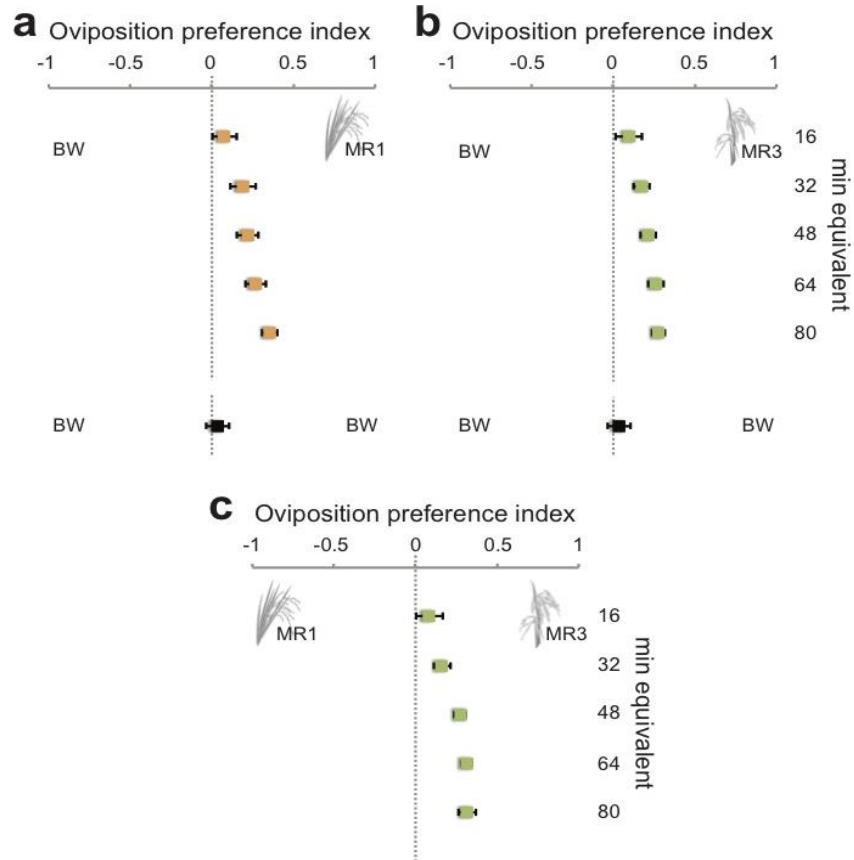 a Oviposition preference index
-1 -0.5 0 0.5 1
BW MR1
BW BW
b Oviposition preference index
-1 -0.5 0 0.5 1
BW MR3
16
32
48
64
80
min equivalent
BW BW
c Oviposition preference index
-1 -0.5 0 0.5 1
MR1 MR3
16
32
48
64
80
min equivalent